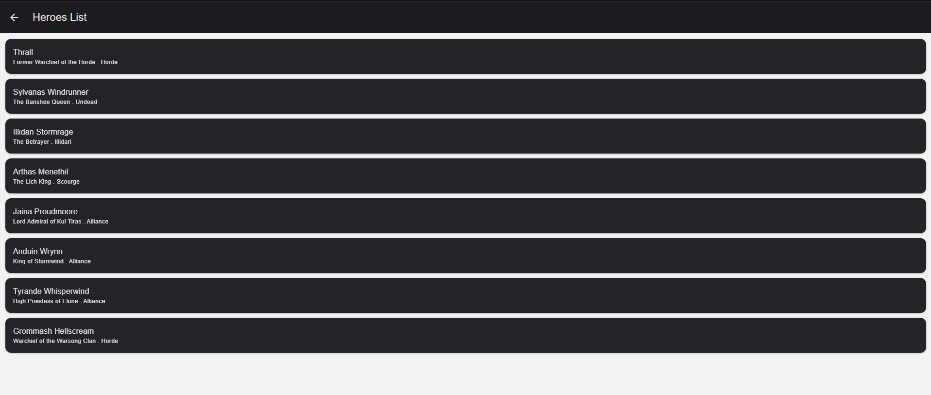 Heroes List
Thrall
Former Warchief of the Horde . Horde
Sylvanas Windrunner
The Banshee Queen . Undead
Illidan Stormrage
The Betrayer . Illidari
Arthas Menethil
The Lich King . Scourge
Jaina Proudmoore
Lord Admiral of Kul Tiras . Alliance
Anduin Wrynn
King of Stormwind . Alliance
Tyrande Whisperwind
High Priestess of Elune . Alliance
Grommash Hellscream
Warchief of the Warsong Clan . Horde